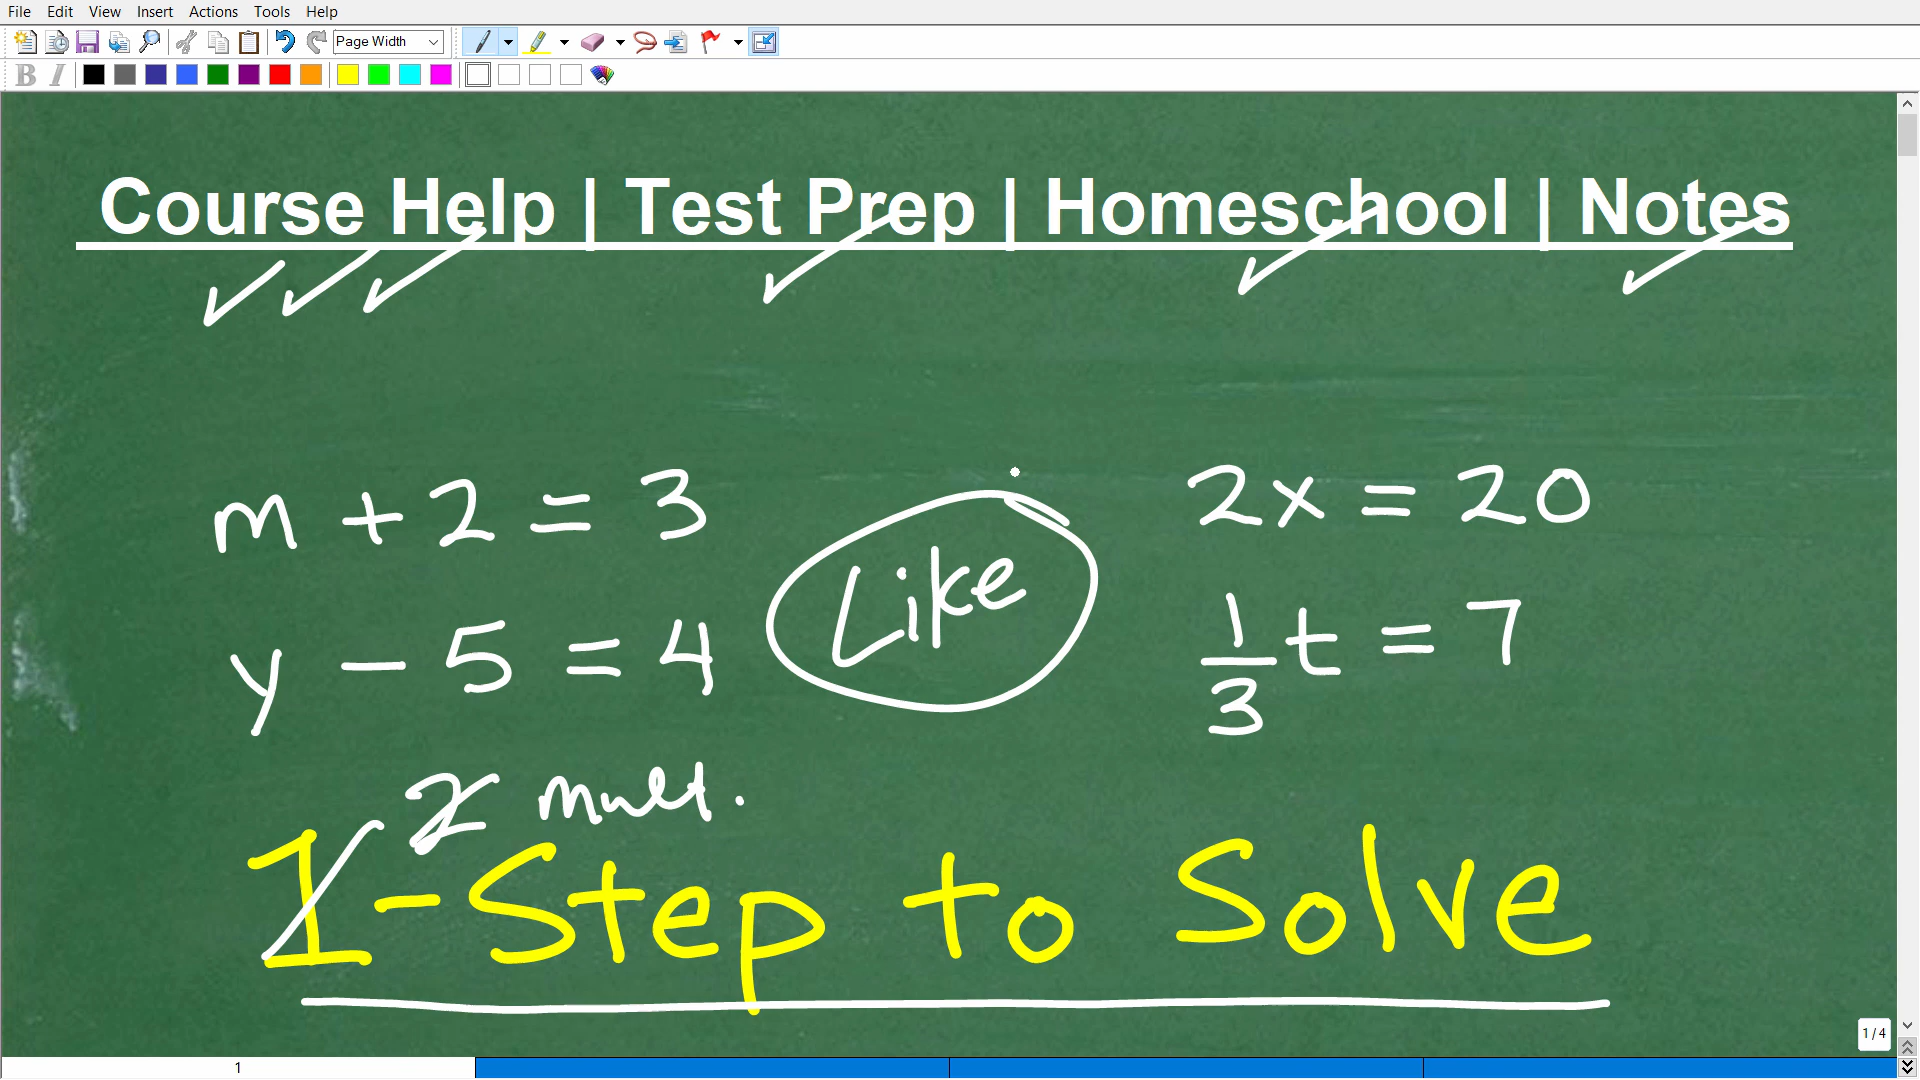 File Edit View Insert Actions Tools Help
Page Width
B I
Course Help | Test Prep | Homeschool | Notes
m + 2 = 3
2x = 20
Like
y - 5 = 4
1/3 t = 7
2 mult.
1-Step to Solve
1 / 4
1